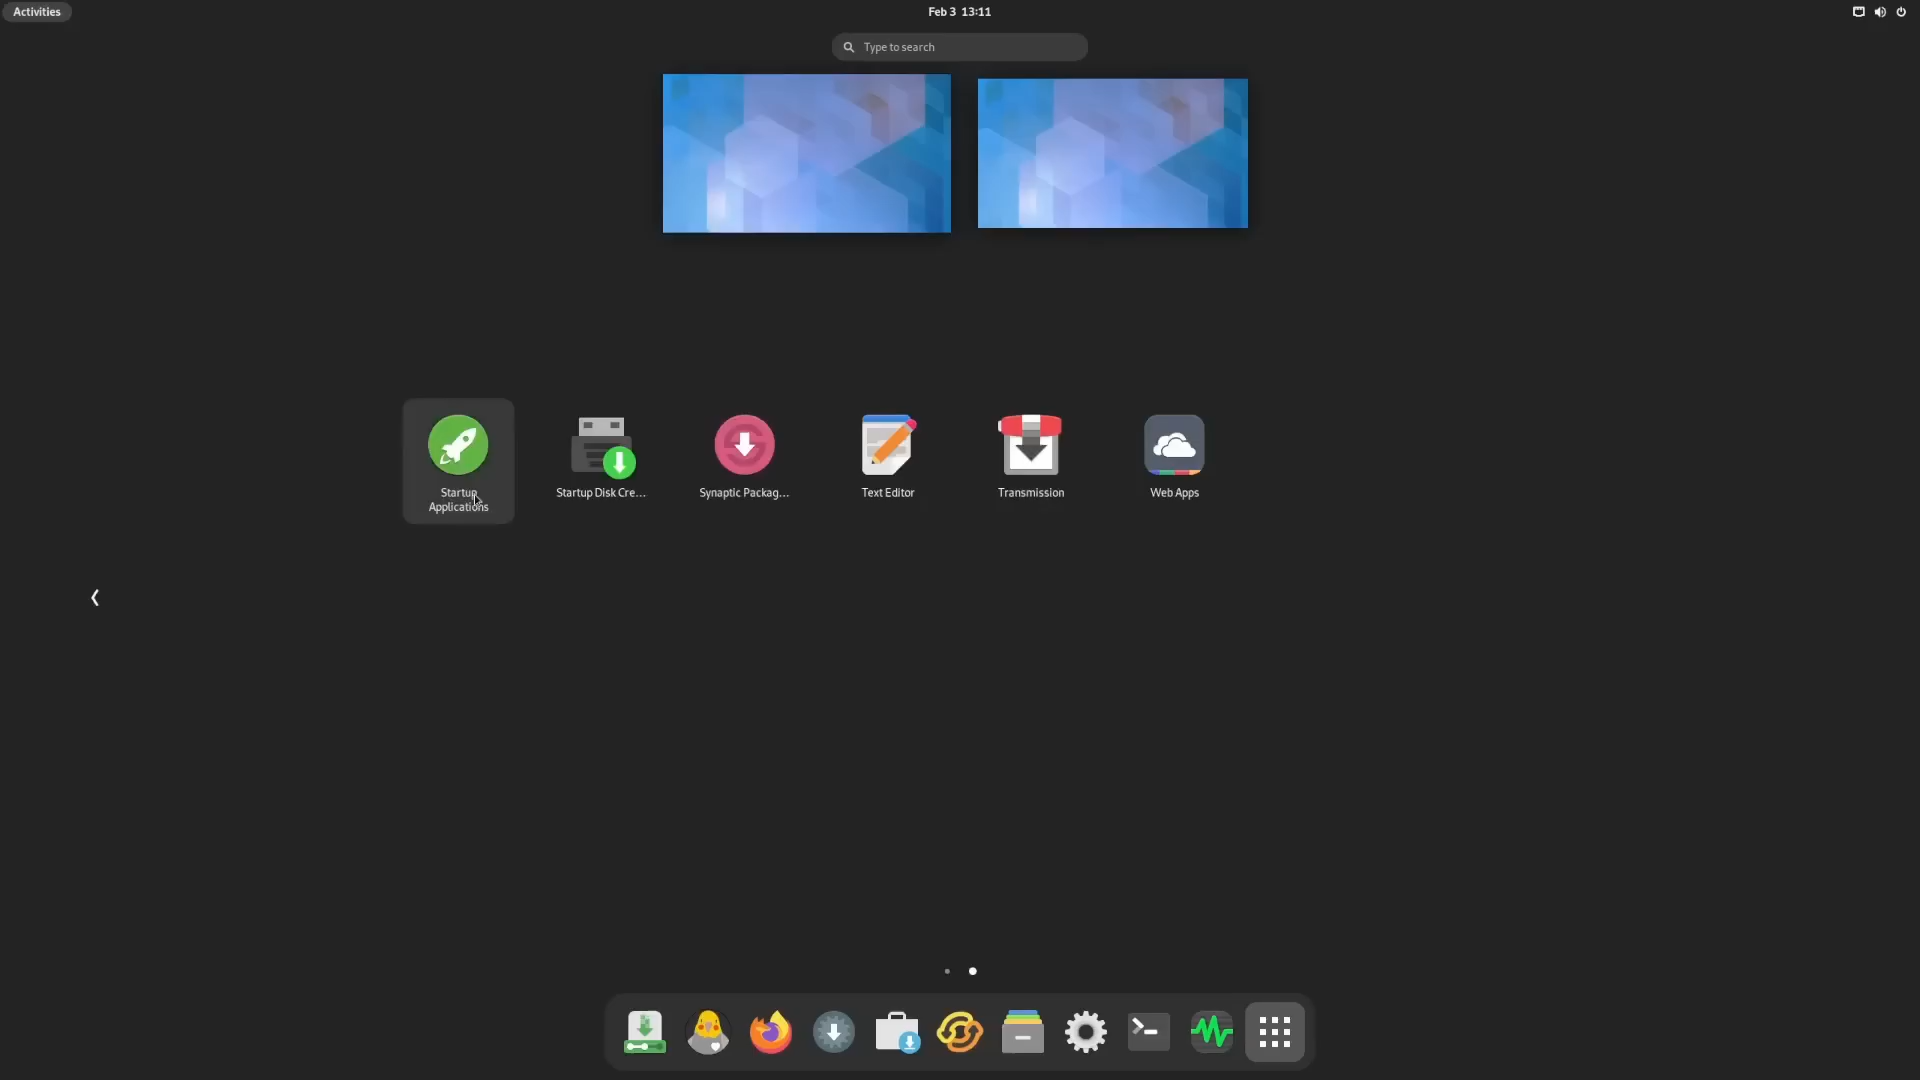 Activities
Feb 3 13:11
Type to search
Startup
Applications
Startup Disk Cre...
Synaptic Packag...
Text Editor
Transmission
Web Apps